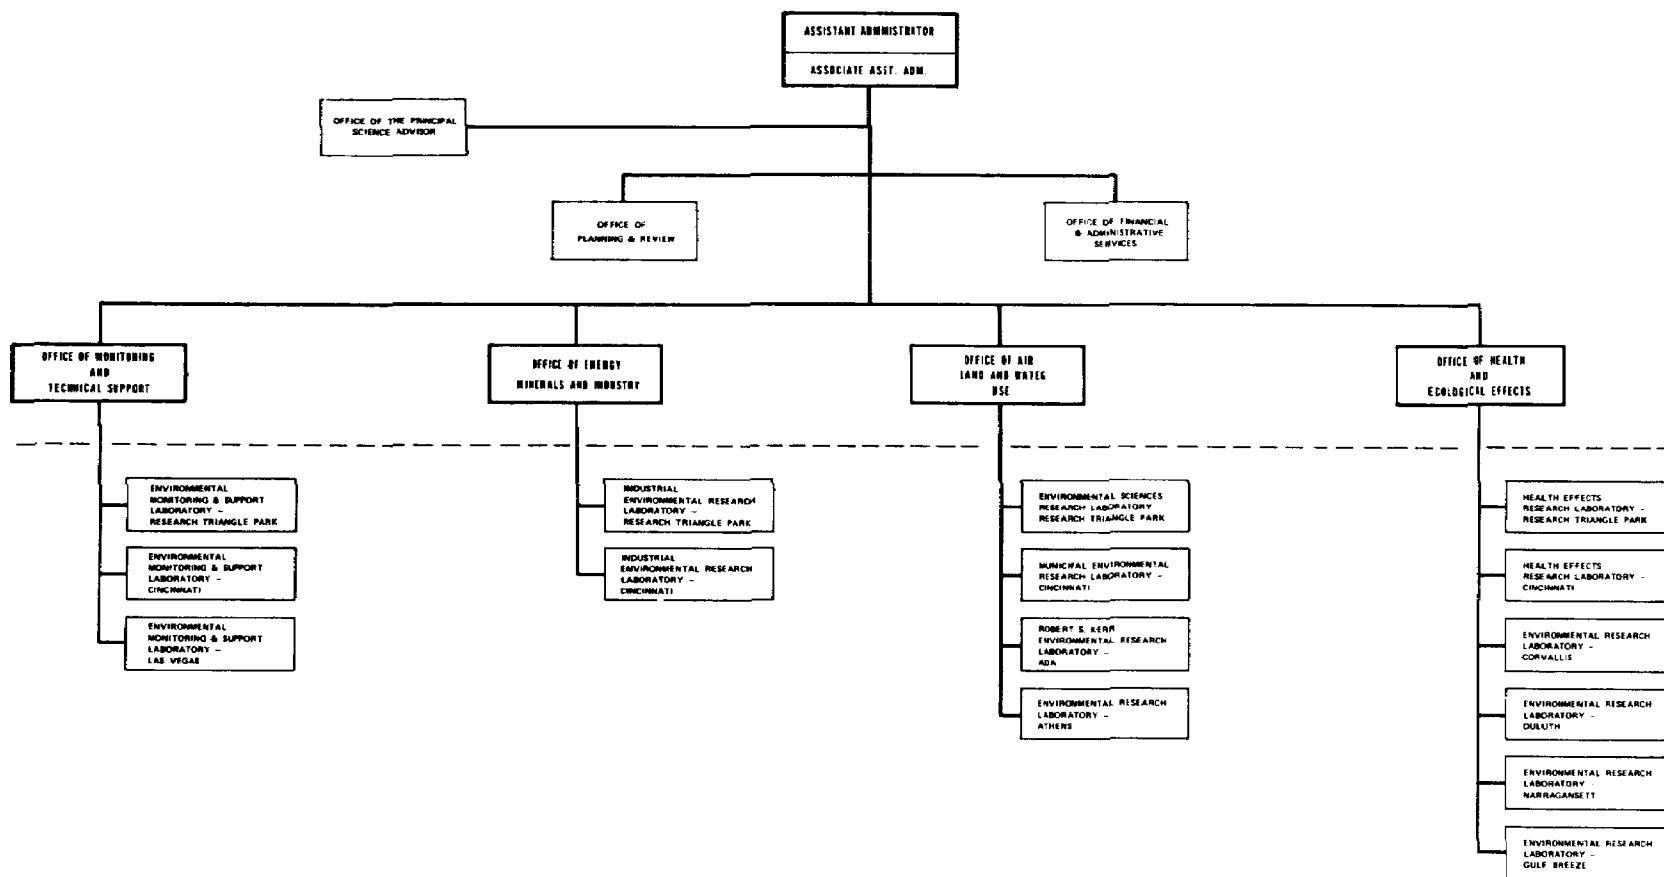 ASSISTANT ADMINISTRATOR
ASSOCIATE ASST. ADM.
OFFICE OF THE PRINCIPAL
SCIENCE ADVISOR
OFFICE OF
PLANNING & REVIEW
OFFICE OF FINANCIAL
& ADMINISTRATIVE
SERVICES
OFFICE OF MONITORING
AND
TECHNICAL SUPPORT
OFFICE OF ENERGY
MINERALS AND INDUSTRY
OFFICE OF AIR
LAND AND WATER
USE
OFFICE OF HEALTH
AND
ECOLOGICAL EFFECTS
ENVIRONMENTAL
MONITORING & SUPPORT
LABORATORY –
RESEARCH TRIANGLE PARK
ENVIRONMENTAL
MONITORING & SUPPORT
LABORATORY –
CINCINNATI
ENVIRONMENTAL
MONITORING & SUPPORT
LABORATORY –
LAS VEGAS
INDUSTRIAL
ENVIRONMENTAL RESEARCH
LABORATORY –
RESEARCH TRIANGLE PARK
INDUSTRIAL
ENVIRONMENTAL RESEARCH
LABORATORY –
CINCINNATI
ENVIRONMENTAL SCIENCES
RESEARCH LABORATORY
RESEARCH TRIANGLE PARK
MUNICIPAL ENVIRONMENTAL
RESEARCH LABORATORY –
CINCINNATI
ROBERT S. KERR
ENVIRONMENTAL RESEARCH
LABORATORY –
ADA
ENVIRONMENTAL RESEARCH
LABORATORY –
ATHENS
HEALTH EFFECTS
RESEARCH LABORATORY –
RESEARCH TRIANGLE PARK
HEALTH EFFECTS
RESEARCH LABORATORY –
CINCINNATI
ENVIRONMENTAL RESEARCH
LABORATORY –
CORVALLIS
ENVIRONMENTAL RESEARCH
LABORATORY –
DULUTH
ENVIRONMENTAL RESEARCH
LABORATORY –
NARRAGANSETT
ENVIRONMENTAL RESEARCH
LABORATORY –
GULF BREEZE